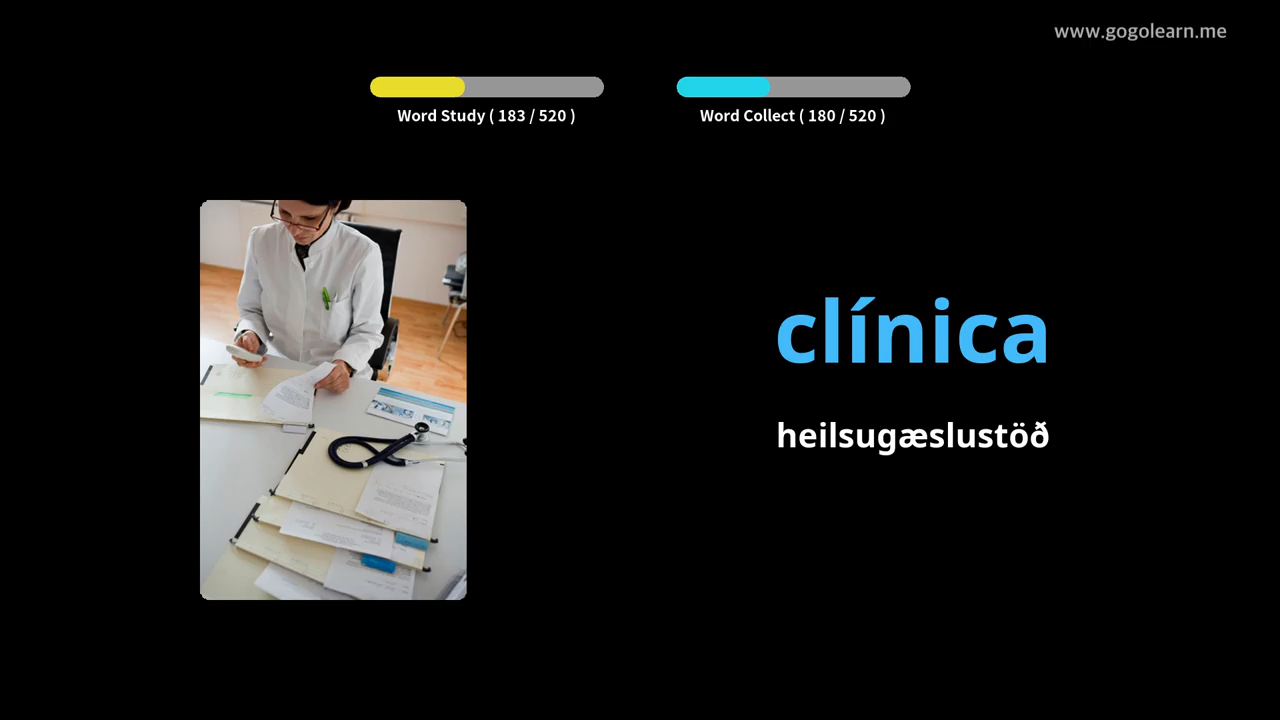 www.gogolearn.me
Word Study ( 183 / 520 )
Word Collect ( 180 / 520 )
clínica
heilsugæslustöð